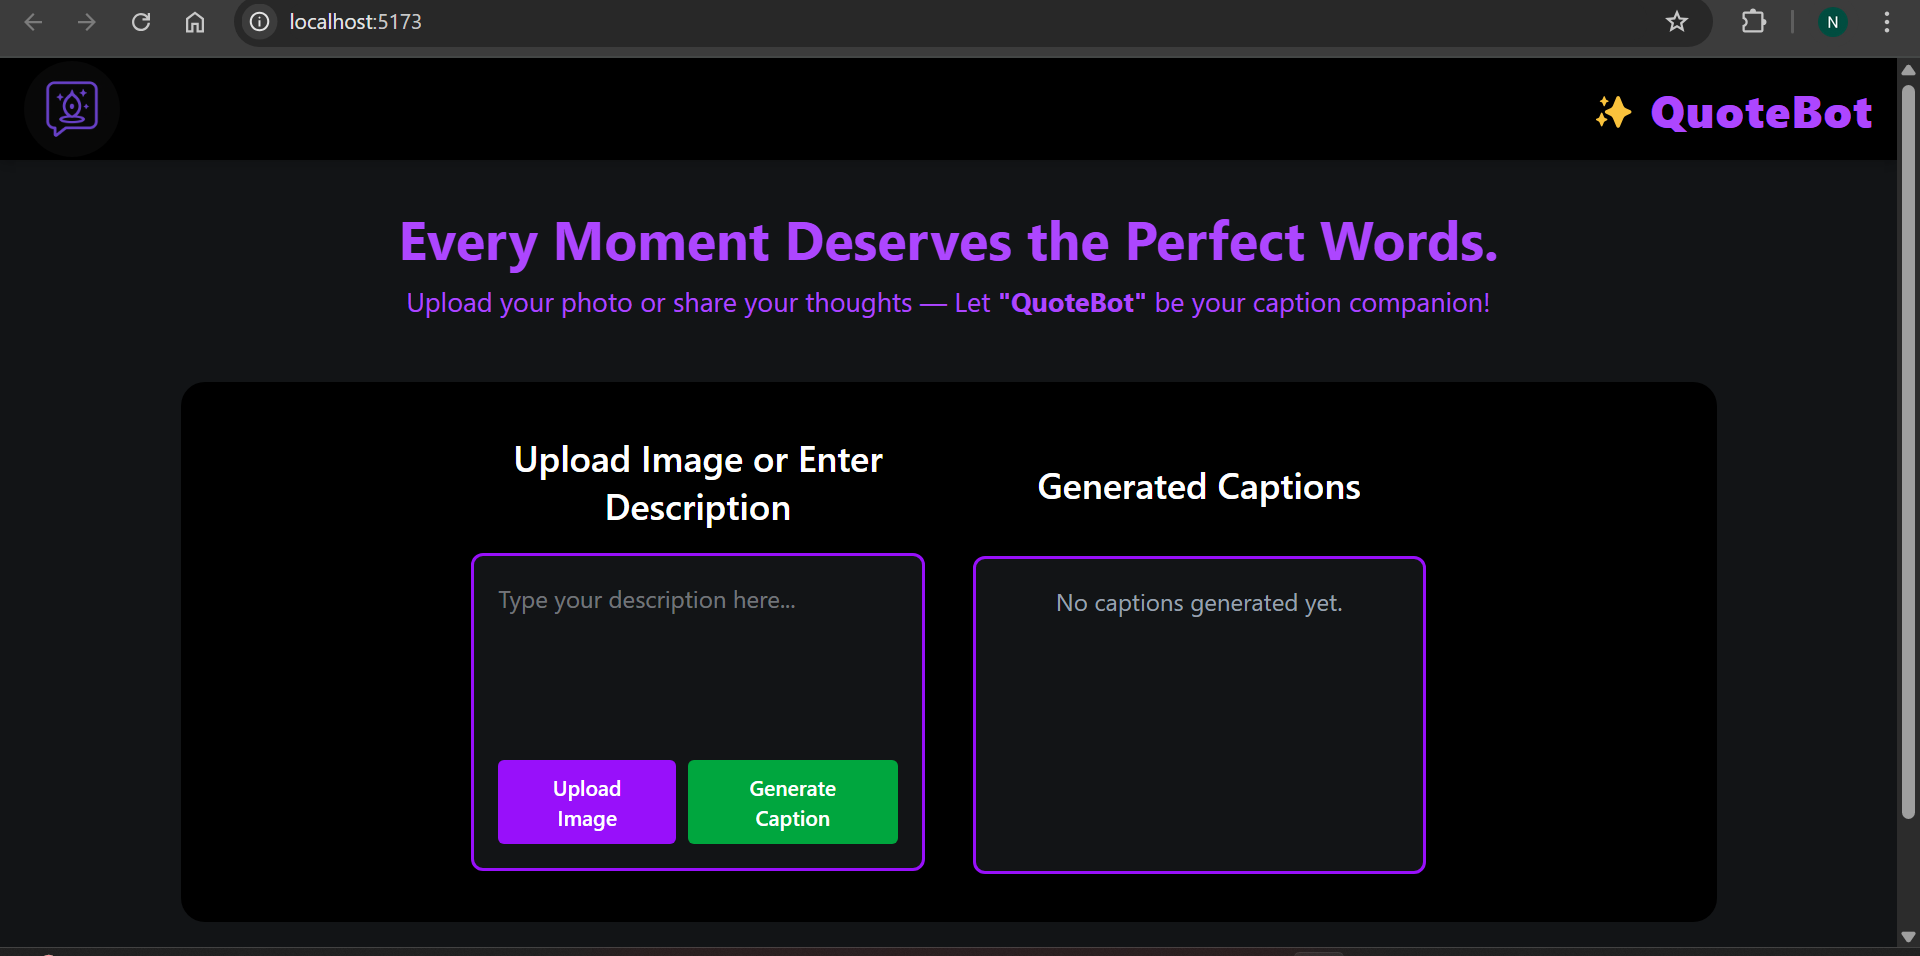 localhost:5173
N
✨ QuoteBot
Every Moment Deserves the Perfect Words.
Upload your photo or share your thoughts — Let "QuoteBot" be your caption companion!
Upload Image or Enter
Description
Type your description here...
Upload
Image
Generate
Caption
Generated Captions
No captions generated yet.